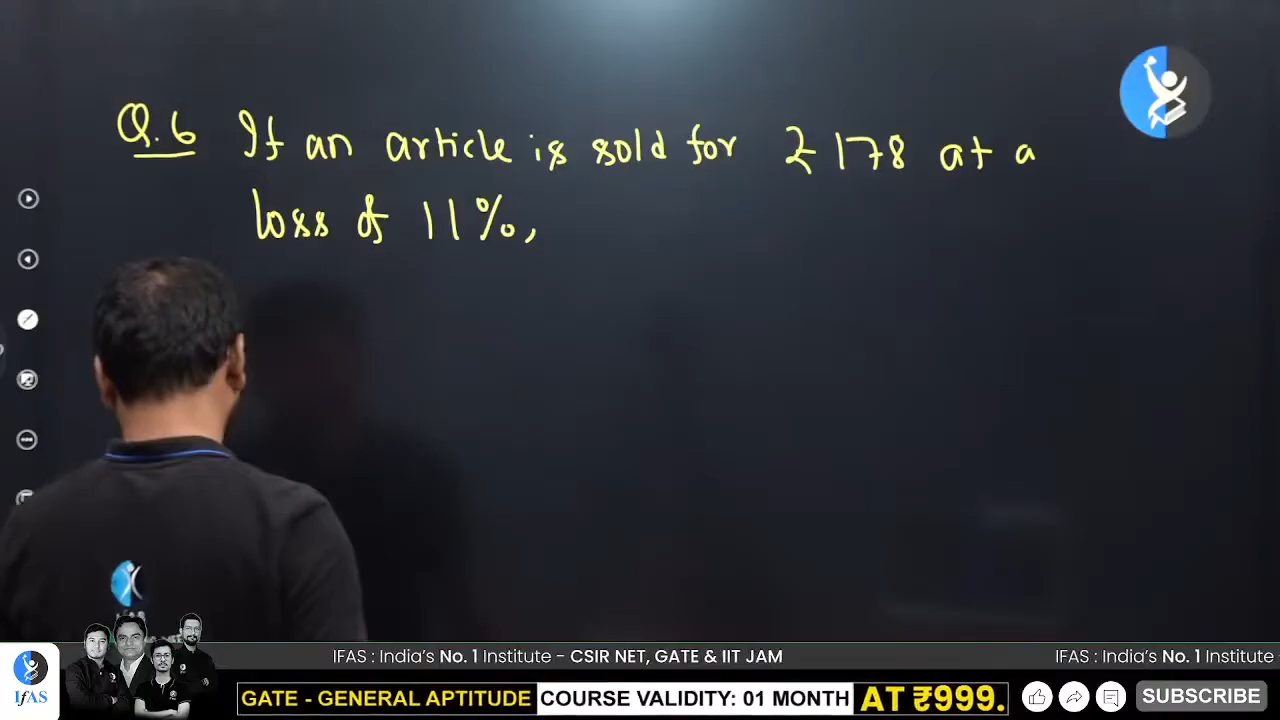 Q.6 If an article is sold for ₹ 178 at a
loss of 11%,
IFAS
IFAS : India's No. 1 Institute - CSIR NET, GATE & IIT JAM
IFAS : India's No. 1 Institute
GATE - GENERAL APTITUDE COURSE VALIDITY: 01 MONTH AT ₹999.
SUBSCRIBE